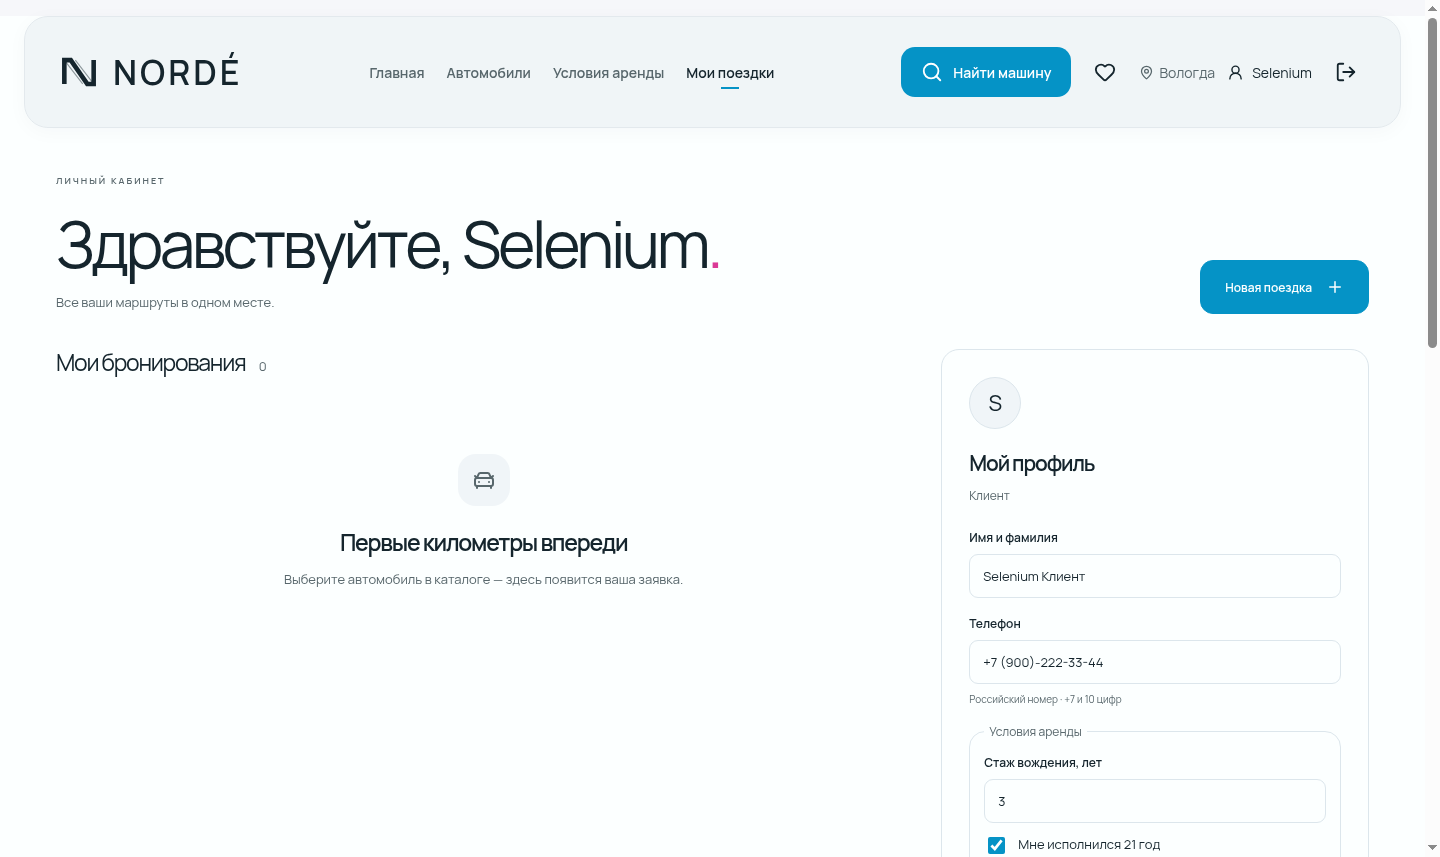 NORDÉ
Главная
Автомобили
Условия аренды
Мои поездки
Найти машину
Вологда
Selenium
ЛИЧНЫЙ КАБИНЕТ
Здравствуйте, Selenium.
Все ваши маршруты в одном месте.
Новая поездка
Мои бронирования 0
Первые километры впереди
Выберите автомобиль в каталоге — здесь появится ваша заявка.
S
Мой профиль
Клиент
Имя и фамилия
Selenium Клиент
Телефон
+7 (900)-222-33-44
Российский номер · +7 и 10 цифр
Условия аренды
Стаж вождения, лет
3
Мне исполнился 21 год